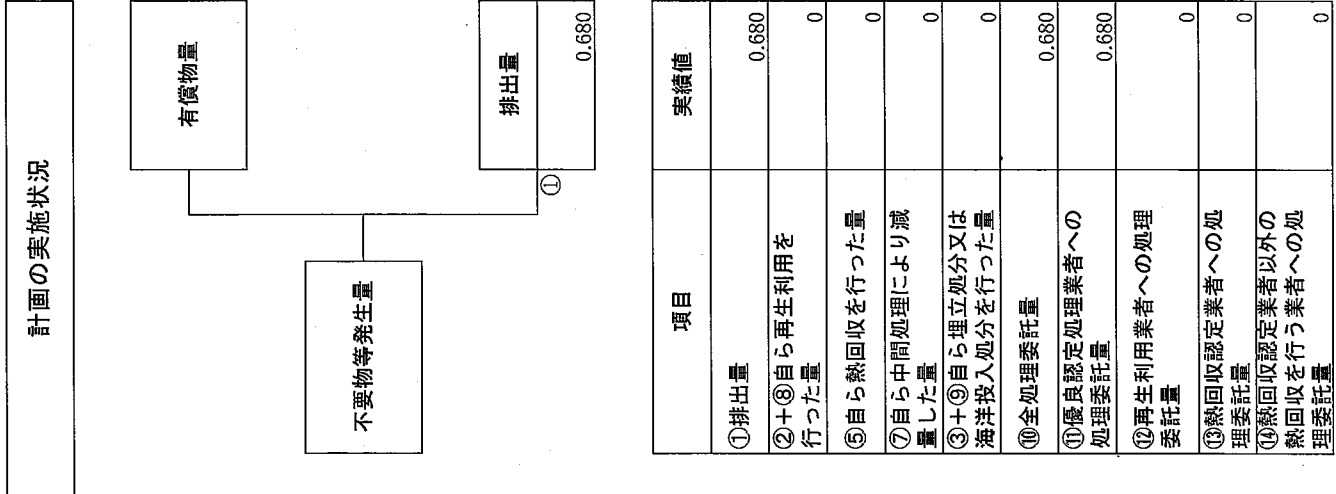 計画の実施状況
有償物量
不要物等発生量
排出量
①
0.680
項目 実績値
①排出量 0.680
②+⑧自ら再生利用を
行った量 0
⑤自ら熱回収を行った量 0
⑦自ら中間処理により減
量した量 0
③+⑨自ら埋立処分又は
海洋投入処分を行った量 0
⑩全処理委託量 0.680
⑪優良認定処理業者への
処理委託量 0.680
⑫再生利用業者への処理
委託量 0
⑬熱回収認定業者への処
理委託量 0
⑭熱回収認定業者以外の
熱回収を行う業者への処
理委託量 0